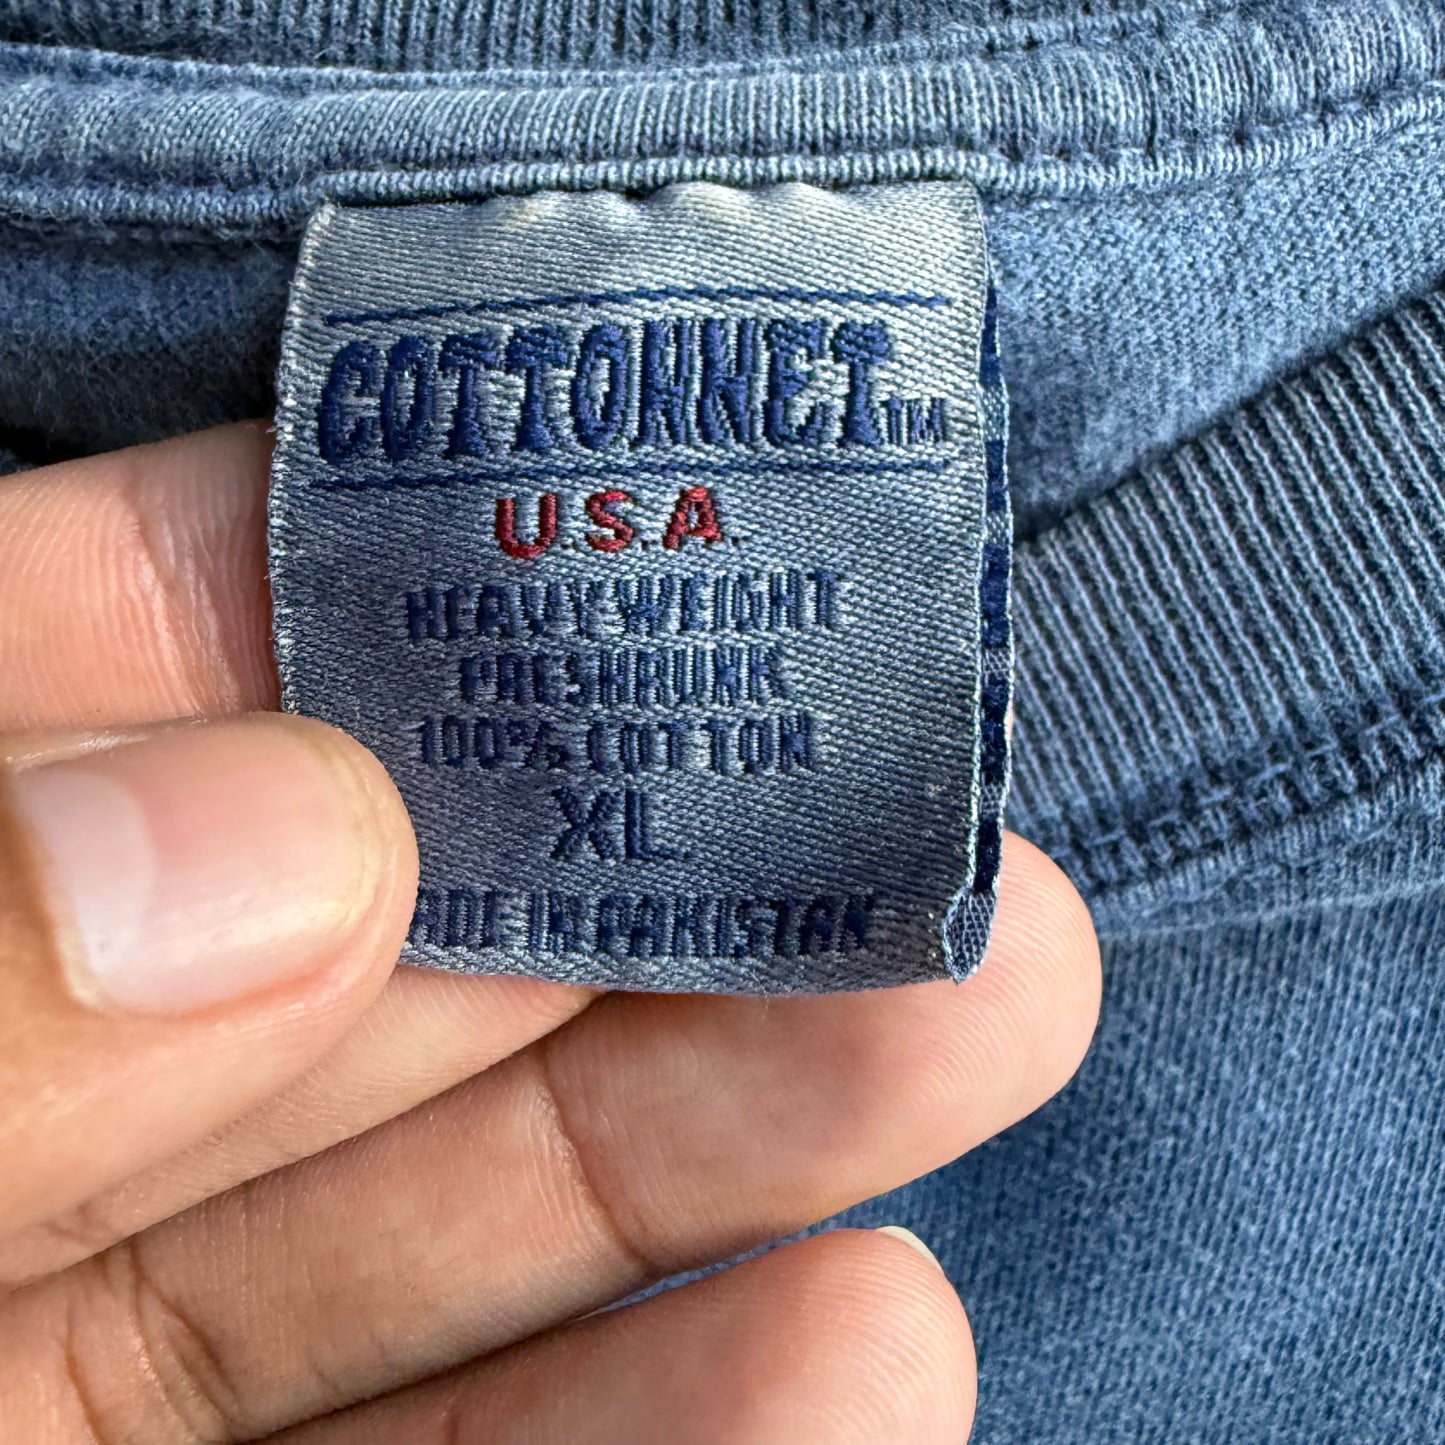 COTTONNET TM
U.S.A.
HEAVYWEIGHT
PRESHRUNK
100% COTTON
XL
MADE IN PAKISTAN